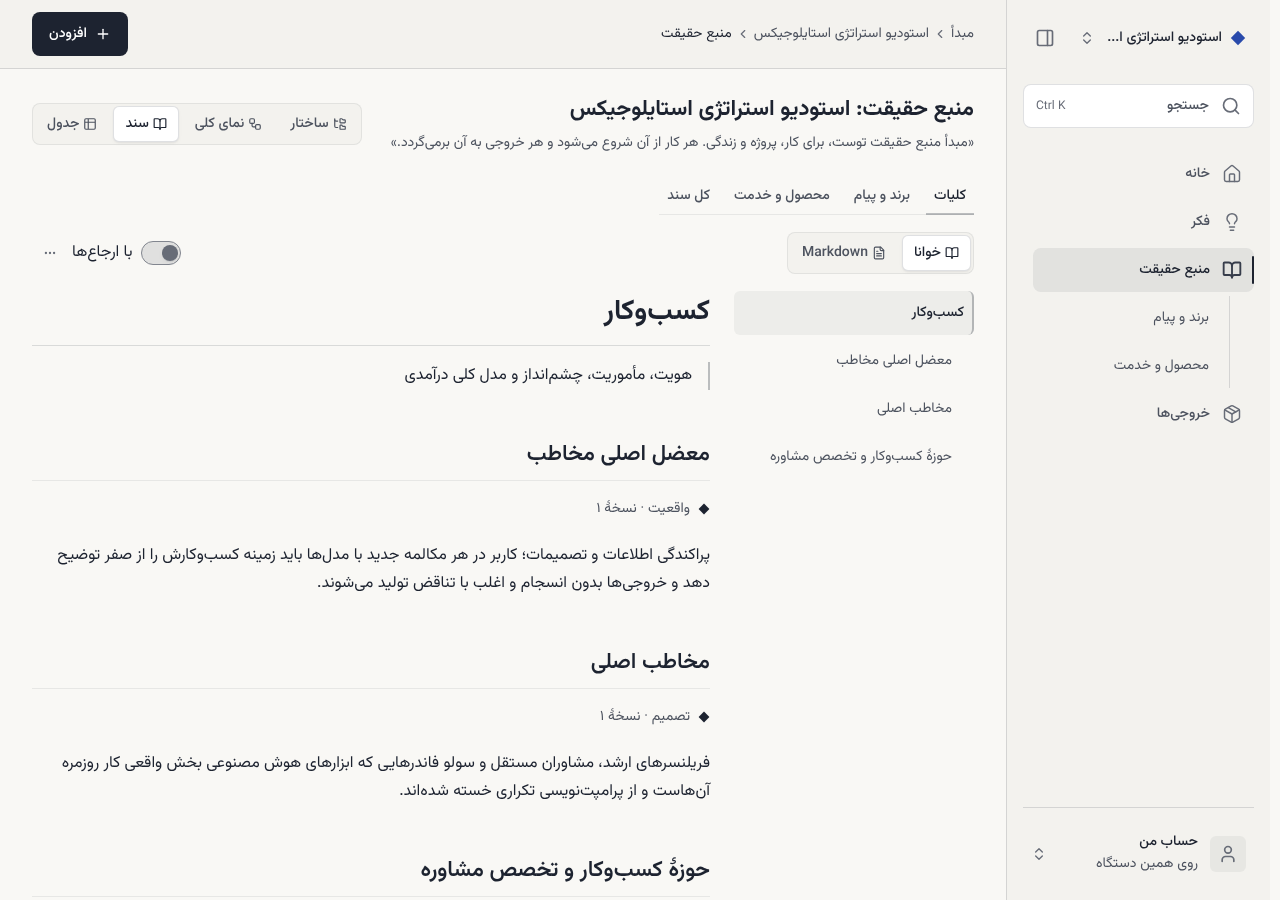 استودیو استراتژی ا...
جستجو
Ctrl K
خانه
فکر
منبع حقیقت
برند و پیام
محصول و خدمت
خروجی‌ها
حساب من
روی همین دستگاه
مبدأ › استودیو استراتژی استایلوجیکس › منبع حقیقت
افزودن
منبع حقیقت: استودیو استراتژی استایلوجیکس
«مبدأ منبع حقیقت توست، برای کار، پروژه و زندگی. هر کار از آن شروع می‌شود و هر خروجی به آن برمی‌گردد.»
ساختار
نمای کلی
سند
جدول
کلیات
برند و پیام
محصول و خدمت
کل سند
خوانا
Markdown
با ارجاع‌ها
کسب‌وکار
معضل اصلی مخاطب
مخاطب اصلی
حوزهٔ کسب‌وکار و تخصص مشاوره
کسب‌وکار
هویت، مأموریت، چشم‌انداز و مدل کلی درآمدی
معضل اصلی مخاطب
واقعیت · نسخهٔ ۱
پراکندگی اطلاعات و تصمیمات؛ کاربر در هر مکالمه جدید با مدل‌ها باید زمینه کسب‌وکارش را از صفر توضیح
دهد و خروجی‌ها بدون انسجام و اغلب با تناقض تولید می‌شوند.
مخاطب اصلی
تصمیم · نسخهٔ ۱
فریلنسرهای ارشد، مشاوران مستقل و سولو فاندرهایی که ابزارهای هوش مصنوعی بخش واقعی کار روزمره
آن‌هاست و از پرامپت‌نویسی تکراری خسته شده‌اند.
حوزهٔ کسب‌وکار و تخصص مشاوره